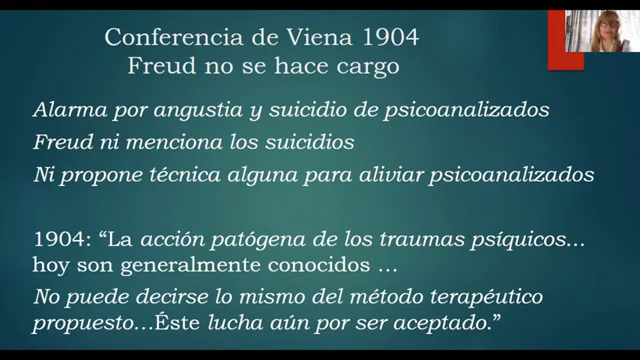 Conferencia de Viena 1904
Freud no se hace cargo
Alarma por angustia y suicidio de psicoanalizados
Freud ni menciona los suicidios
Ni propone técnica alguna para aliviar psicoanalizados
1904: “La acción patógena de los traumas psíquicos…
hoy son generalmente conocidos …
No puede decirse lo mismo del método terapéutico
propuesto…Éste lucha aún por ser aceptado.”